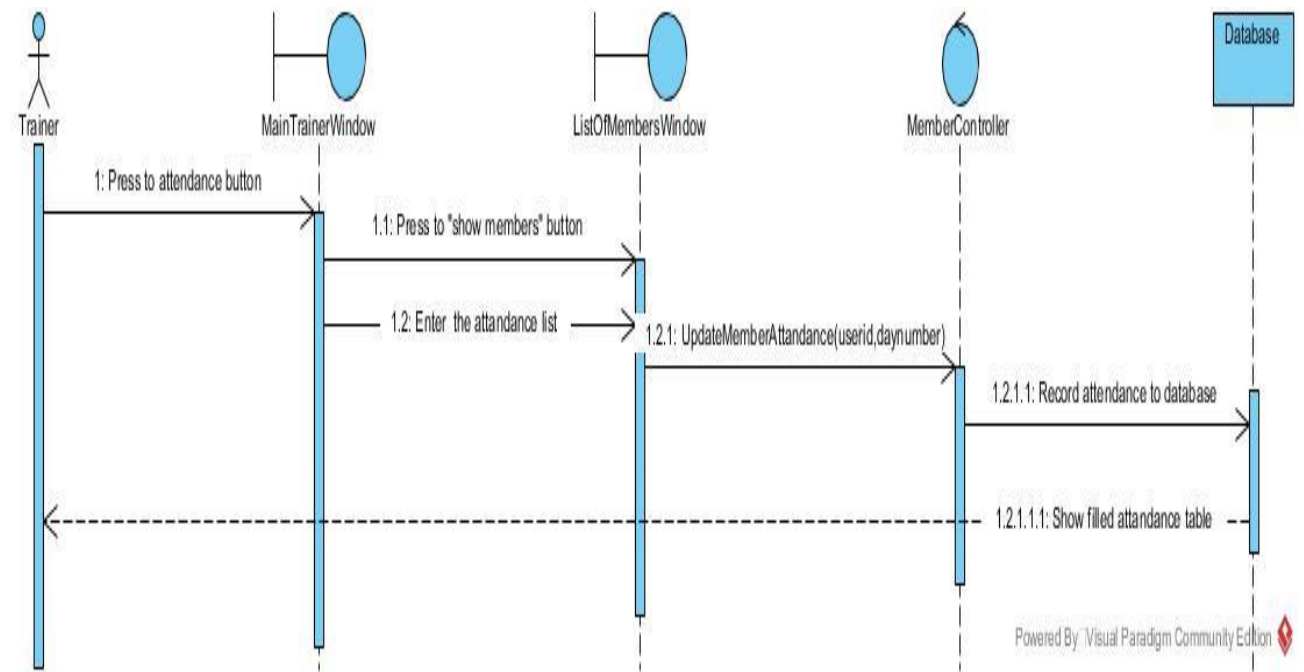 Database
Trainer
MainTrainerWindow
ListOfMembersWindow
MemberController
1: Press to attendance button
1.1: Press to "show members" button
1.2: Enter the attandance list
1.2.1: UpdateMemberAttandance(userid,daynumber)
1.2.1.1: Record attendance to database
1.2.1.1.1: Show filled attandance table
Powered By Visual Paradigm Community Edition